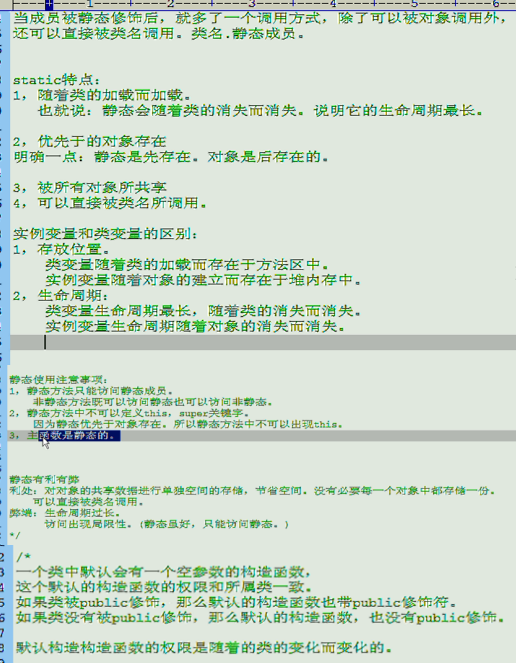 ----+----1----+----2----+----3----+----4----+----5----+----6--
当成员被静态修饰后，就多了一个调用方式，除了可以被对象调用外，
还可以直接被类名调用。类名.静态成员。
static特点：
1，随着类的加载而加载。
也就说：静态会随着类的消失而消失。说明它的生命周期最长。
2，优先于的对象存在
明确一点：静态是先存在。对象是后存在的。
3，被所有对象所共享
4，可以直接被类名所调用。
实例变量和类变量的区别：
1，存放位置。
类变量随着类的加载而存在于方法区中。
实例变量随着对象的建立而存在于堆内存中。
2，生命周期：
类变量生命周期最长，随着类的消失而消失。
实例变量生命周期随着对象的消失而消失。
静态使用注意事项：
1，静态方法只能访问静态成员。
非静态方法既可以访问静态也可以访问非静态。
2，静态方法中不可以定义this，super关键字。
因为静态优先于对象存在。所以静态方法中不可以出现this。
3，主函数是静态的。
静态有利有弊
利处：对对象的共享数据进行单独空间的存储，节省空间。没有必要每一个对象中都存储一份。
可以直接被类名调用。
弊端：生命周期过长。
访问出现局限性。(静态虽好，只能访问静态。)
*/
/*
一个类中默认会有一个空参数的构造函数，
这个默认的构造函数的权限和所属类一致。
如果类被public修饰，那么默认的构造函数也带public修饰符。
如果类没有被public修饰，那么默认的构造函数，也没有public修饰。
默认构造构造函数的权限是随着的类的变化而变化的。